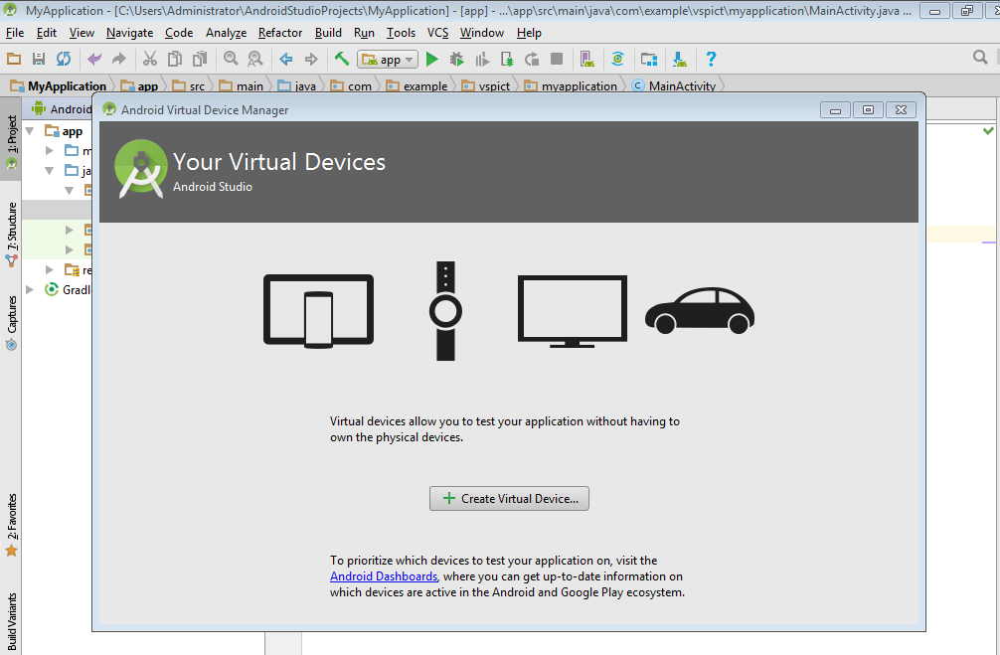 MyApplication - [C:\Users\Administrator\AndroidStudioProjects\MyApplication] - [app] - ...\app\src\main\java\com\example\vspict\myapplication\MainActivity.java ...
File Edit View Navigate Code Analyze Refactor Build Run Tools VCS Window Help
app
MyApplication app src main java com example vspict myapplication MainActivity
Android
Android Virtual Device Manager
1: Project
app
Your Virtual Devices
Android Studio
7: Structure
Captures
Virtual devices allow you to test your application without having to
own the physical devices.
Create Virtual Device...
2: Favorites
To prioritize which devices to test your application on, visit the
Android Dashboards, where you can get up-to-date information on
which devices are active in the Android and Google Play ecosystem.
Build Variants